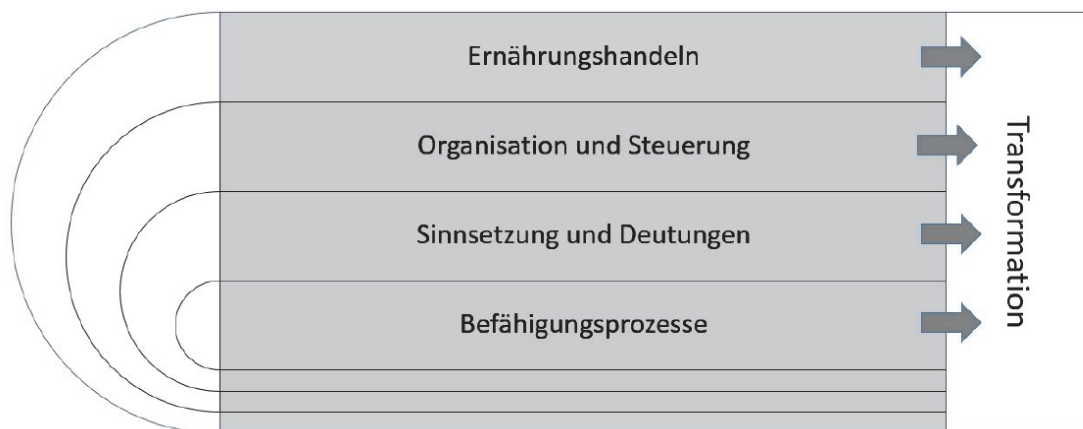 Ernährungshandeln
Organisation und Steuerung
Sinnsetzung und Deutungen
Befähigungsprozesse
Transformation